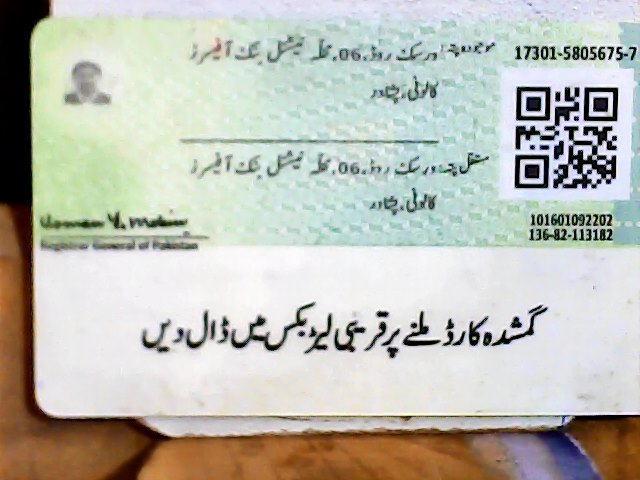 موجودہ پتہ: ورسک روڈ، 06، محلہ نیشنل بنک آفیسرز
کالونی، پشاور
17301-5805675-7
مستقل پتہ: ورسک روڈ، 06، محلہ نیشنل بنک آفیسرز
کالونی، پشاور
101601092202
136-82-113182
Registrar General of Pakistan
گمشدہ کارڈ ملنے پر قریبی لیٹر بکس میں ڈال دیں